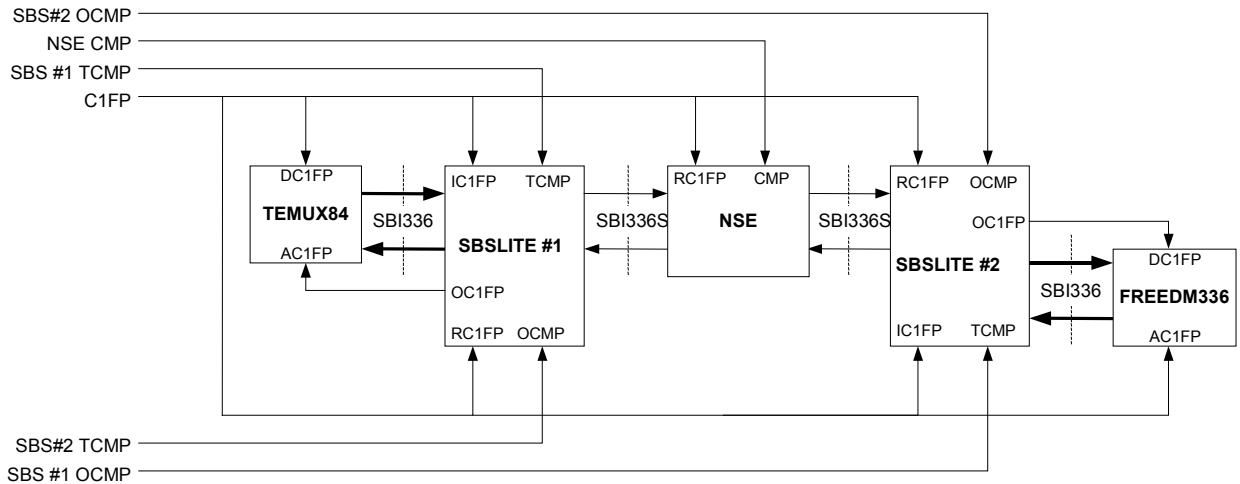 SBS#2 OCMP
NSE CMP
SBS #1 TCMP
C1FP
DC1FP
TEMUX84
AC1FP
SBI336
IC1FP TCMP
SBSLITE #1
OC1FP
RC1FP OCMP
SBI336S
RC1FP CMP
NSE
SBI336S
RC1FP OCMP
OC1FP
SBSLITE #2
IC1FP TCMP
SBI336
DC1FP
FREEDM336
AC1FP
SBS#2 TCMP
SBS #1 OCMP